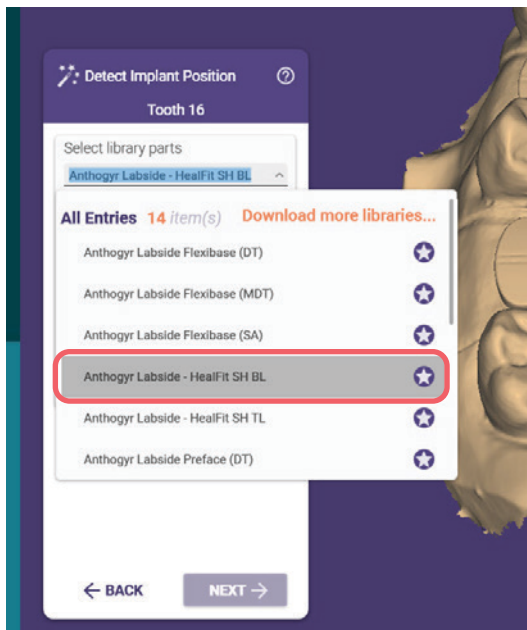 Detect Implant Position
Tooth 16
Select library parts
Anthogyr Labside - HealFit SH BL
All Entries 14 item(s) Download more libraries...
Anthogyr Labside Flexibase (DT)
Anthogyr Labside Flexibase (MDT)
Anthogyr Labside Flexibase (SA)
Anthogyr Labside - HealFit SH BL
Anthogyr Labside - HealFit SH TL
Anthogyr Labside Preface (DT)
← BACK NEXT →